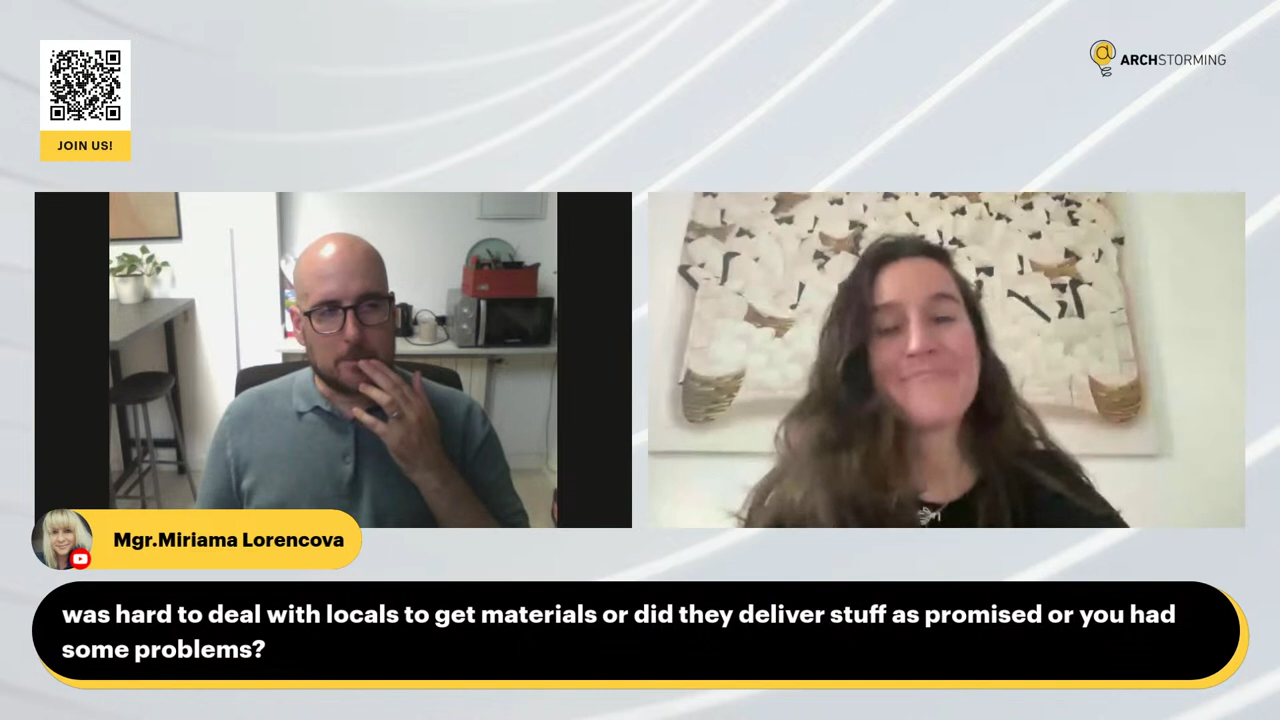 JOIN US!
ARCHSTORMING
Mgr.Miriama Lorencova
was hard to deal with locals to get materials or did they deliver stuff as promised or you had
some problems?